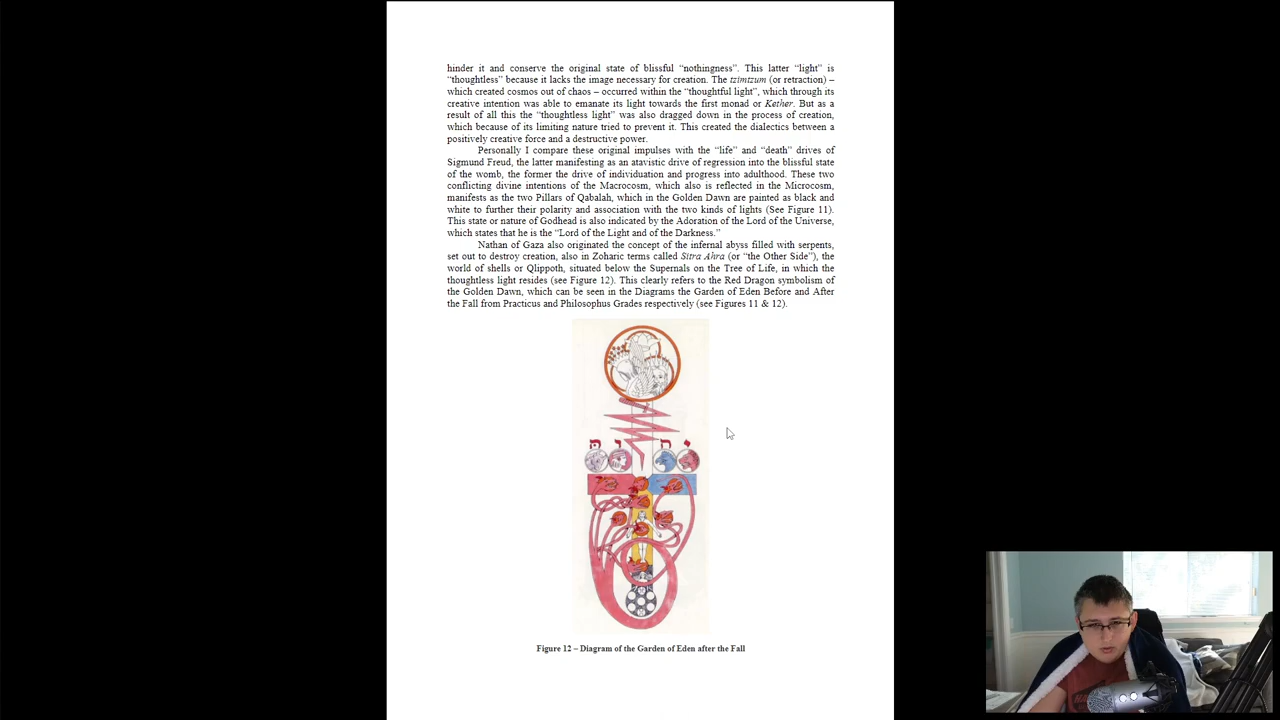 hinder it and conserve the original state of blissful “nothingness”. This latter “light” is
“thoughtless” because it lacks the image necessary for creation. The tzimtzum (or retraction) –
which created cosmos out of chaos – occurred within the “thoughtful light”, which through its
creative intention was able to emanate its light towards the first monad or Kether. But as a
result of all this the “thoughtless light” was also dragged down in the process of creation,
which because of its limiting nature tried to prevent it. This created the dialectics between a
positively creative force and a destructive power.
Personally I compare these original impulses with the “life” and “death” drives of
Sigmund Freud, the latter manifesting as an atavistic drive of regression into the blissful state
of the womb, the former the drive of individuation and progress into adulthood. These two
conflicting divine intentions of the Macrocosm, which also is reflected in the Microcosm,
manifests as the two Pillars of Qabalah, which in the Golden Dawn are painted as black and
white to further their polarity and association with the two kinds of lights (See Figure 11).
This state or nature of Godhead is also indicated by the Adoration of the Lord of the Universe,
which states that he is the “Lord of the Light and of the Darkness.”
Nathan of Gaza also originated the concept of the infernal abyss filled with serpents,
set out to destroy creation, also in Zoharic terms called Sitra Ahra (or “the Other Side”), the
world of shells or Qlippoth, situated below the Supernals on the Tree of Life, in which the
thoughtless light resides (see Figure 12). This clearly refers to the Red Dragon symbolism of
the Golden Dawn, which can be seen in the Diagrams the Garden of Eden Before and After
the Fall from Practicus and Philosophus Grades respectively (see Figures 11 & 12).
Figure 12 – Diagram of the Garden of Eden after the Fall